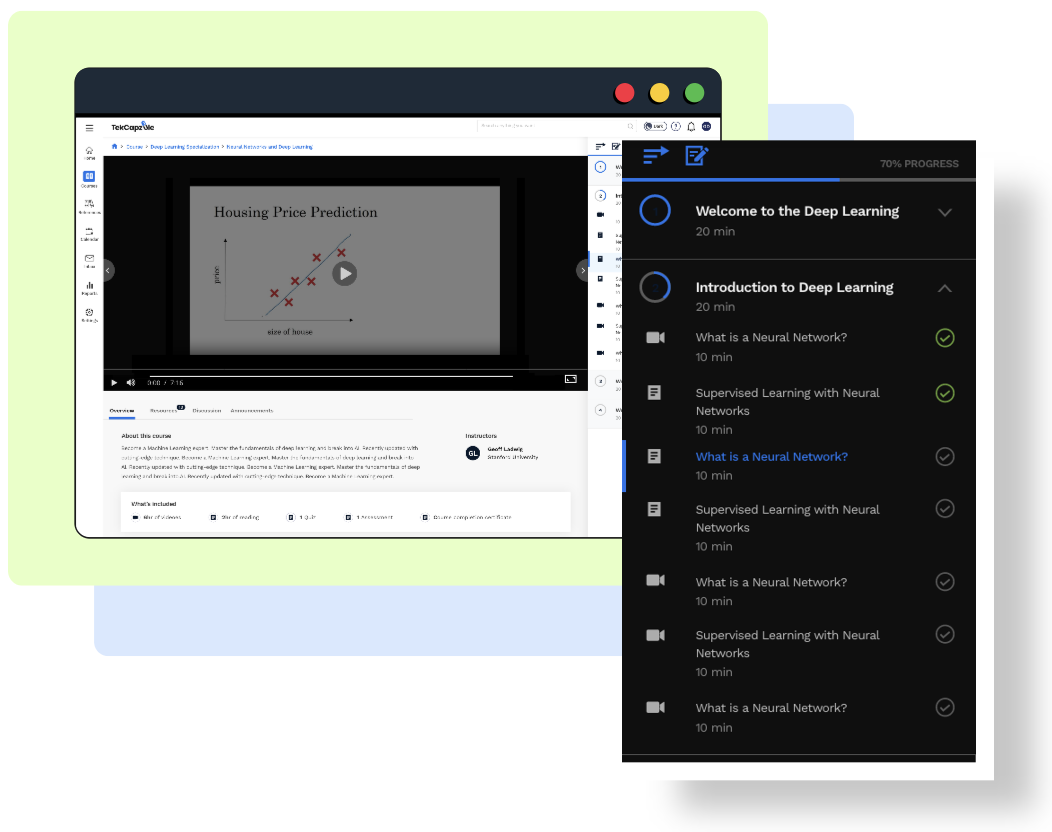 TekCapzule
Dark
Home
Courses
References
Calendar
Inbox
Reports
Settings
Course > Deep Learning Specialization > Neural Networks and Deep Learning
Housing Price Prediction
price
size of house
0:00 / 7:16
Overview
Resources
Discussion
Announcements
About this course
Become a Machine Learning expert. Master the fundamentals of deep learning and break into AI. Recently updated with
cutting-edge technique. Become a Machine Learning expert. Master the fundamentals of deep learning and break into
AI. Recently updated with cutting-edge technique. Become a Machine Learning expert. Master the fundamentals of deep
learning and break into AI. Recently updated with cutting-edge technique. Become a Machine Learning expert
Instructors
GL
Geoff Ladwig
Stanford University
What's included
of videoes
of reading
1 Quit
1 Assessment
Course completion certificate
1
2
3
4
70% PROGRESS
Welcome to the Deep Learning
20 min
2
Introduction to Deep Learning
20 min
What is a Neural Network?
10 min
Supervised Learning with Neural
Networks
10 min
What is a Neural Network?
10 min
Supervised Learning with Neural
Networks
10 min
What is a Neural Network?
10 min
Supervised Learning with Neural
Networks
10 min
What is a Neural Network?
10 min